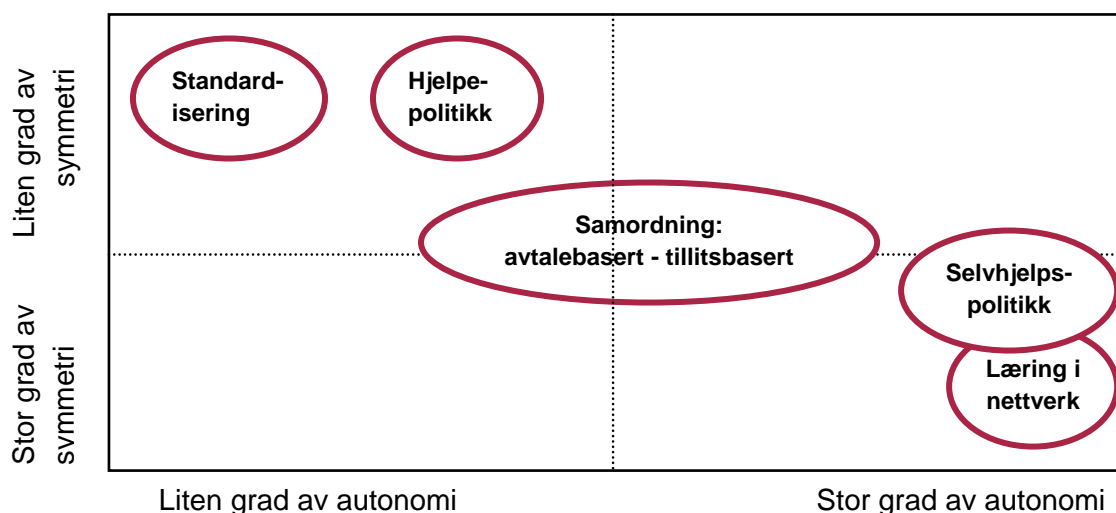 Liten grad av
symmetri
Stor grad av
svmmetri
Standard-
isering
Hjelpe-
politikk
Samordning:
avtalebasert - tillitsbasert
Selvhjelps-
politikk
Læring i
nettverk
Liten grad av autonomi
Stor grad av autonomi